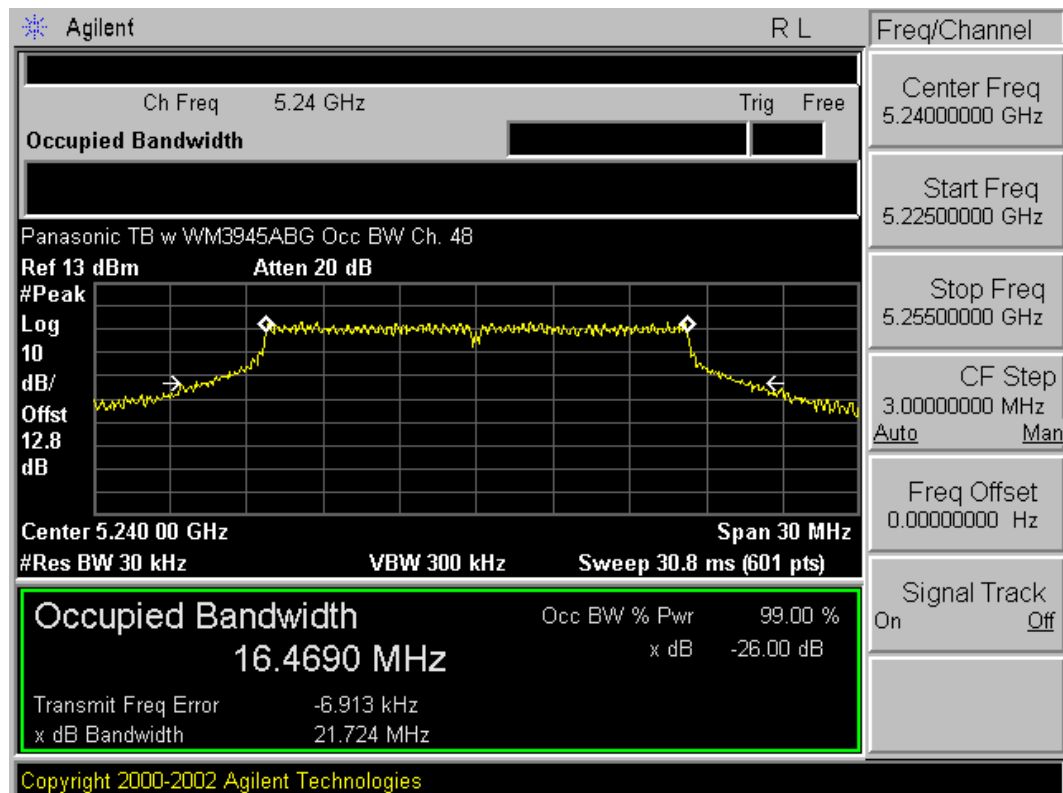 Agilent R L
Freq/Channel
Ch Freq 5.24 GHz Trig Free
Occupied Bandwidth
Panasonic TB w WM3945ABG Occ BW Ch. 48
Ref 13 dBm Atten 20 dB
#Peak
Log
10
dB/
Offst
12.8
dB
Center 5.240 00 GHz Span 30 MHz
#Res BW 30 kHz VBW 300 kHz Sweep 30.8 ms (601 pts)
Occupied Bandwidth Occ BW % Pwr 99.00 %
16.4690 MHz x dB -26.00 dB
Transmit Freq Error -6.913 kHz
x dB Bandwidth 21.724 MHz
Copyright 2000-2002 Agilent Technologies
Center Freq
5.24000000 GHz
Start Freq
5.22500000 GHz
Stop Freq
5.25500000 GHz
CF Step
3.00000000 MHz
Auto Man
Freq Offset
0.00000000 Hz
Signal Track
On Off